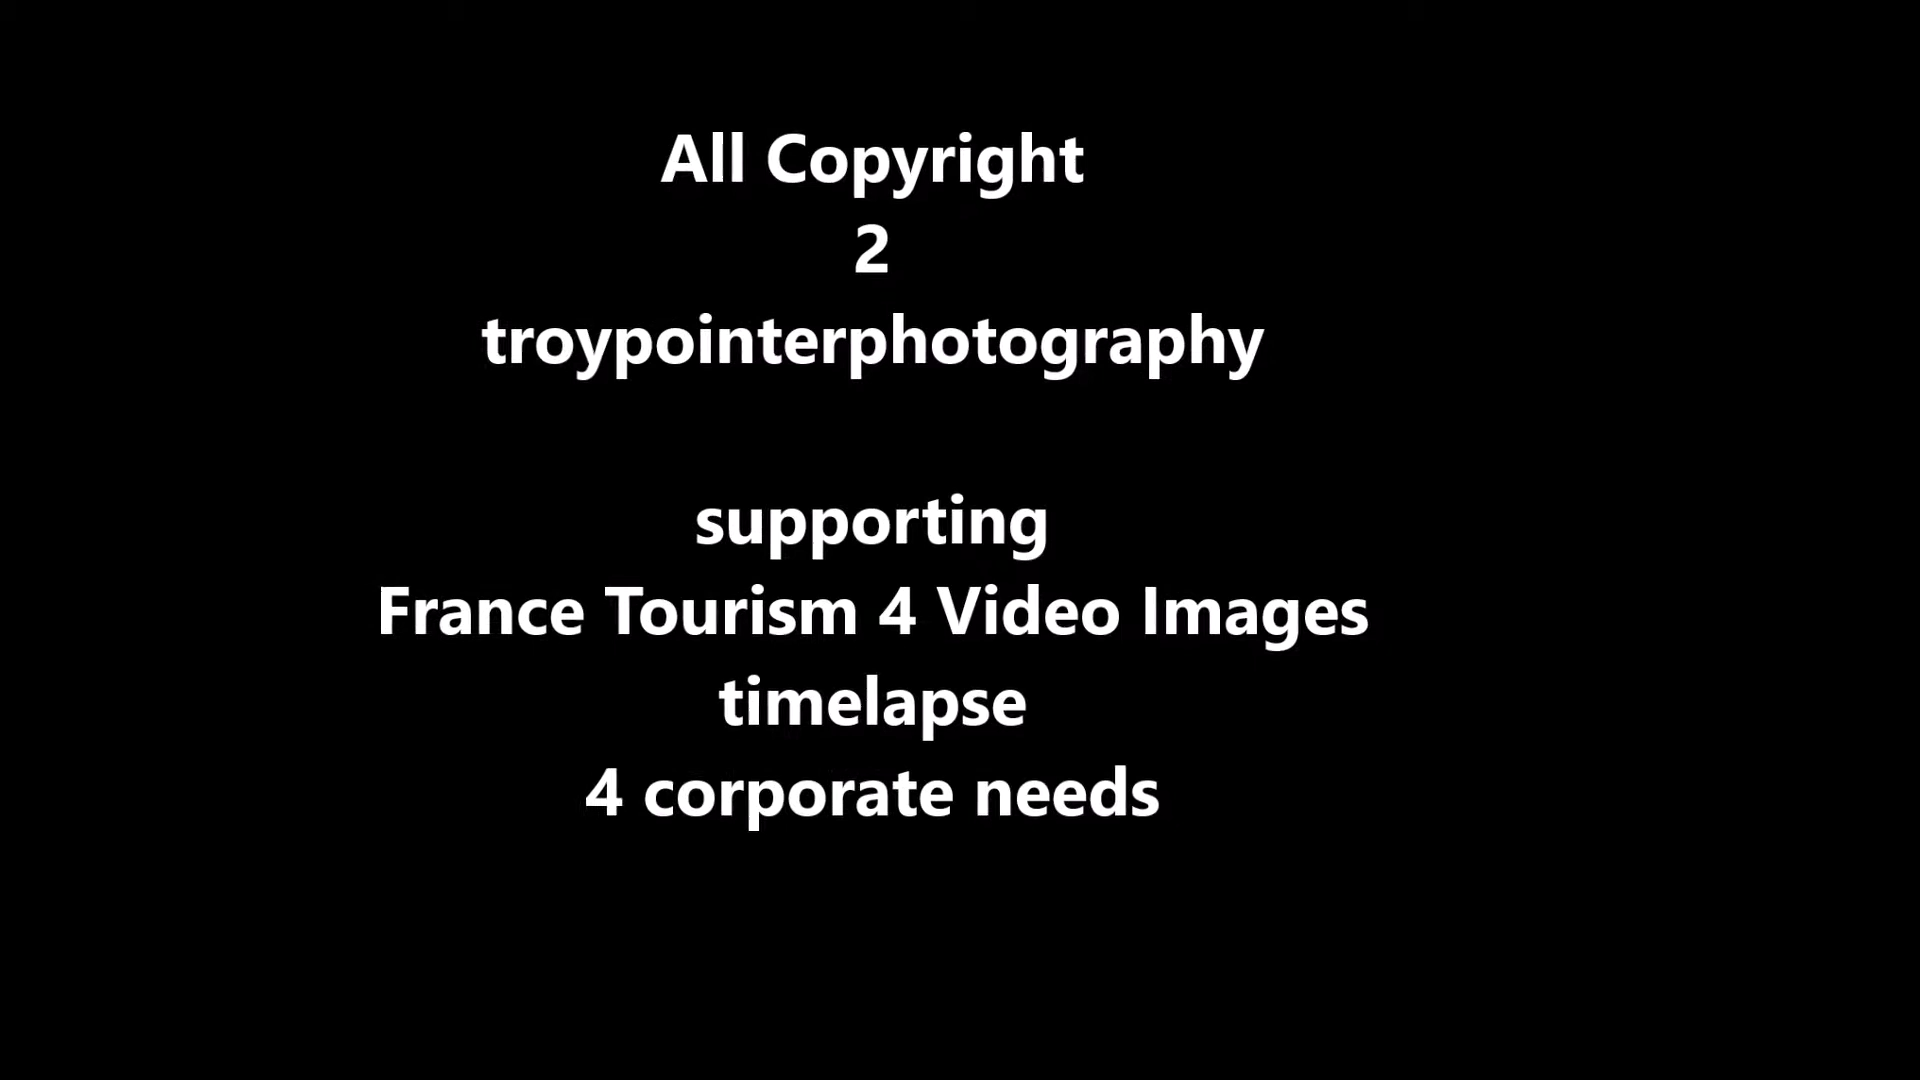 All Copyright
2
troypointerphotography
supporting
France Tourism 4 Video Images
timelapse
4 corporate needs